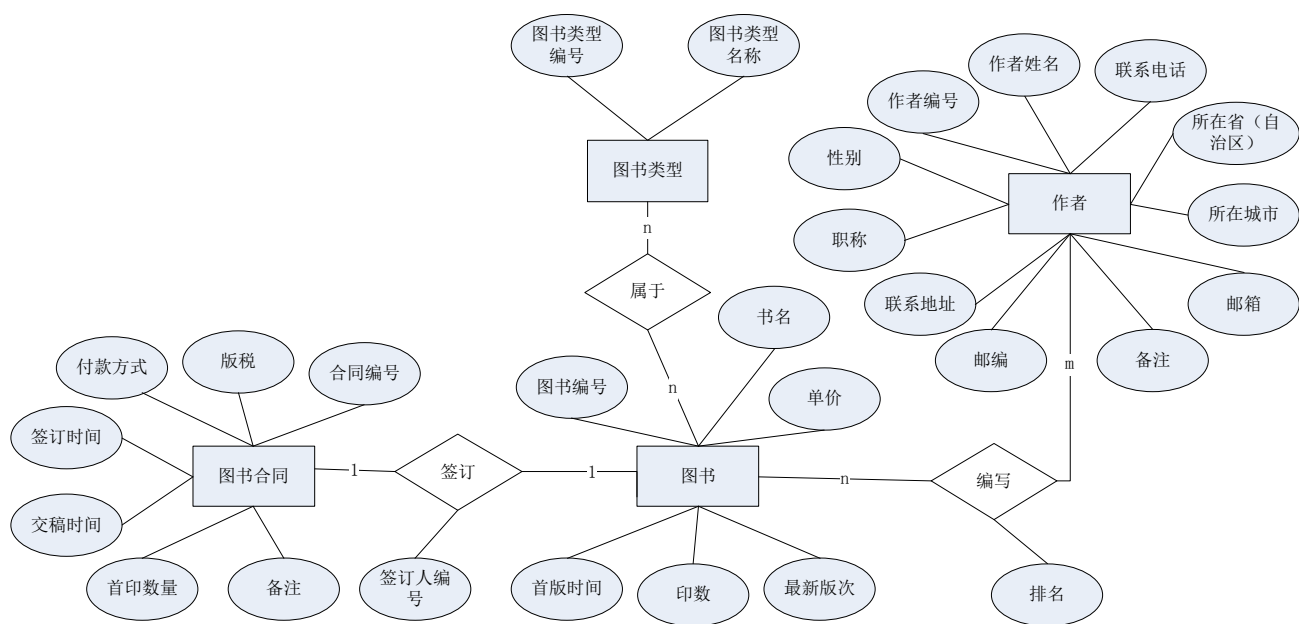 图书类型
编号
图书类型
名称
作者姓名
联系电话
作者编号
所在省（自
治区）
性别
图书类型
作者
所在城市
职称
n
属于
联系地址
邮箱
书名
邮编
备注
m
付款方式
版税
合同编号
图书编号
n
单价
签订时间
图书合同
1
签订
1
图书
n
编写
交稿时间
首印数量
备注
签订人编
号
首版时间
印数
最新版次
排名